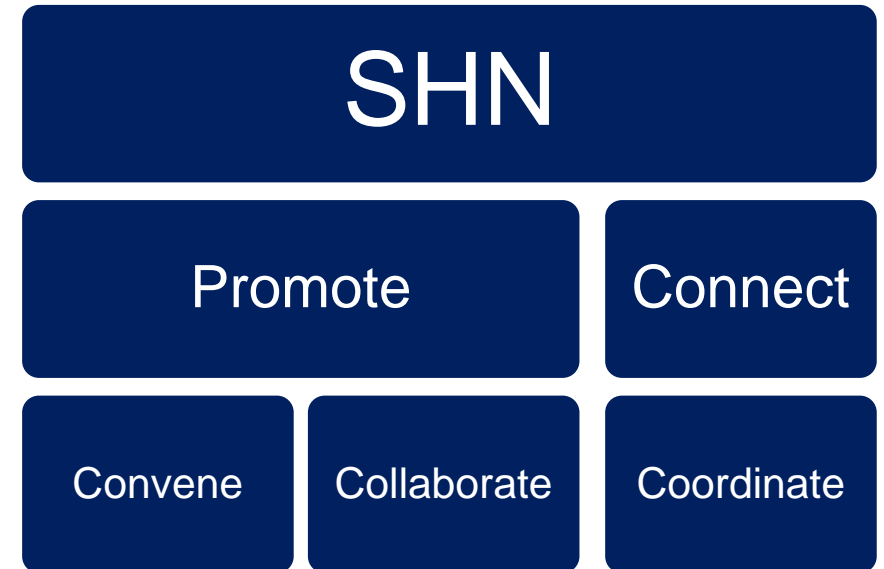 SHN
Promote
Connect
Convene
Collaborate
Coordinate